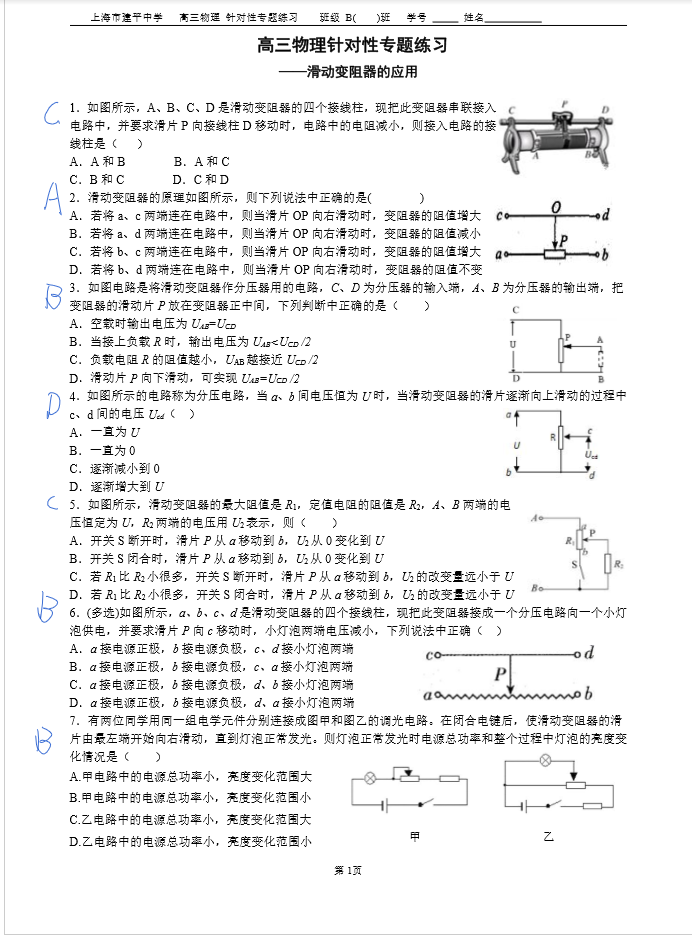 上海市建平中学 高三物理 针对性专题练习 班级 B( )班 学号 _____ 姓名___________
高三物理针对性专题练习
——滑动变阻器的应用
C
1．如图所示，A、B、C、D 是滑动变阻器的四个接线柱，现把此变阻器串联接入
电路中，并要求滑片 P 向接线柱 D 移动时，电路中的电阻减小，则接入电路的接
线柱是（ ）
A．A 和 B B．A 和 C
C．B 和 C D．C 和 D
C P D
A B
A
2．滑动变阻器的原理如图所示，则下列说法中正确的是( )
A．若将 a、c 两端连在电路中，则当滑片 OP 向右滑动时，变阻器的阻值增大
B．若将 a、d 两端连在电路中，则当滑片 OP 向右滑动时，变阻器的阻值减小
C．若将 b、c 两端连在电路中，则当滑片 OP 向右滑动时，变阻器的阻值增大
D．若将 b、d 两端连在电路中，则当滑片 OP 向右滑动时，变阻器的阻值不变
O
c d
P
a b
B
3．如图电路是将滑动变阻器作分压器用的电路，C、D 为分压器的输入端，A、B 为分压器的输出端，把
变阻器的滑动片 P 放在变阻器正中间，下列判断中正确的是（ ）
A．空载时输出电压为 UAB=UCD
B．当接上负载 R 时，输出电压为 UAB<UCD /2
C．负载电阻 R 的阻值越小，UAB 越接近 UCD /2
D．滑动片 P 向下滑动，可实现 UAB=UCD /2
C
P A
U
D B
D
4．如图所示的电路称为分压电路，当 a、b 间电压恒为 U 时，当滑动变阻器的滑片逐渐向上滑动的过程中
c、d 间的电压 Ucd（ ）
A．一直为 U
B．一直为 0
C．逐渐减小到 0
D．逐渐增大到 U
a
R c
U Ucd
b d
C
5．如图所示，滑动变阻器的最大阻值是 R1，定值电阻的阻值是 R2，A、B 两端的电
压恒定为 U，R2 两端的电压用 U2 表示，则（ ）
A．开关 S 断开时，滑片 P 从 a 移动到 b，U2 从 0 变化到 U
B．开关 S 闭合时，滑片 P 从 a 移动到 b，U2 从 0 变化到 U
C．若 R1 比 R2 小很多，开关 S 断开时，滑片 P 从 a 移动到 b，U2 的改变量远小于 U
D．若 R1 比 R2 小很多，开关 S 闭合时，滑片 P 从 a 移动到 b，U2 的改变量远小于 U
A
a
P
R1
b
S R2
B
B
6．(多选)如图所示，a、b、c、d 是滑动变阻器的四个接线柱，现把此变阻器接成一个分压电路向一个小灯
泡供电，并要求滑片 P 向 c 移动时，小灯泡两端电压减小，下列说法中正确（ ）
A．a 接电源正极，b 接电源负极，c、d 接小灯泡两端
B．a 接电源正极，b 接电源负极，c、a 接小灯泡两端
C．a 接电源正极，b 接电源负极，d、b 接小灯泡两端
D．a 接电源正极，b 接电源负极，d、a 接小灯泡两端
c d
P
a b
B
7．有两位同学用同一组电学元件分别连接成图甲和图乙的调光电路。在闭合电键后，使滑动变阻器的滑
片由最左端开始向右滑动，直到灯泡正常发光。则灯泡正常发光时电源总功率和整个过程中灯泡的亮度变
化情况是（ ）
A.甲电路中的电源总功率小，亮度变化范围大
B.甲电路中的电源总功率小，亮度变化范围小
C.乙电路中的电源总功率小，亮度变化范围大
D.乙电路中的电源总功率小，亮度变化范围小
甲 乙
第 1页